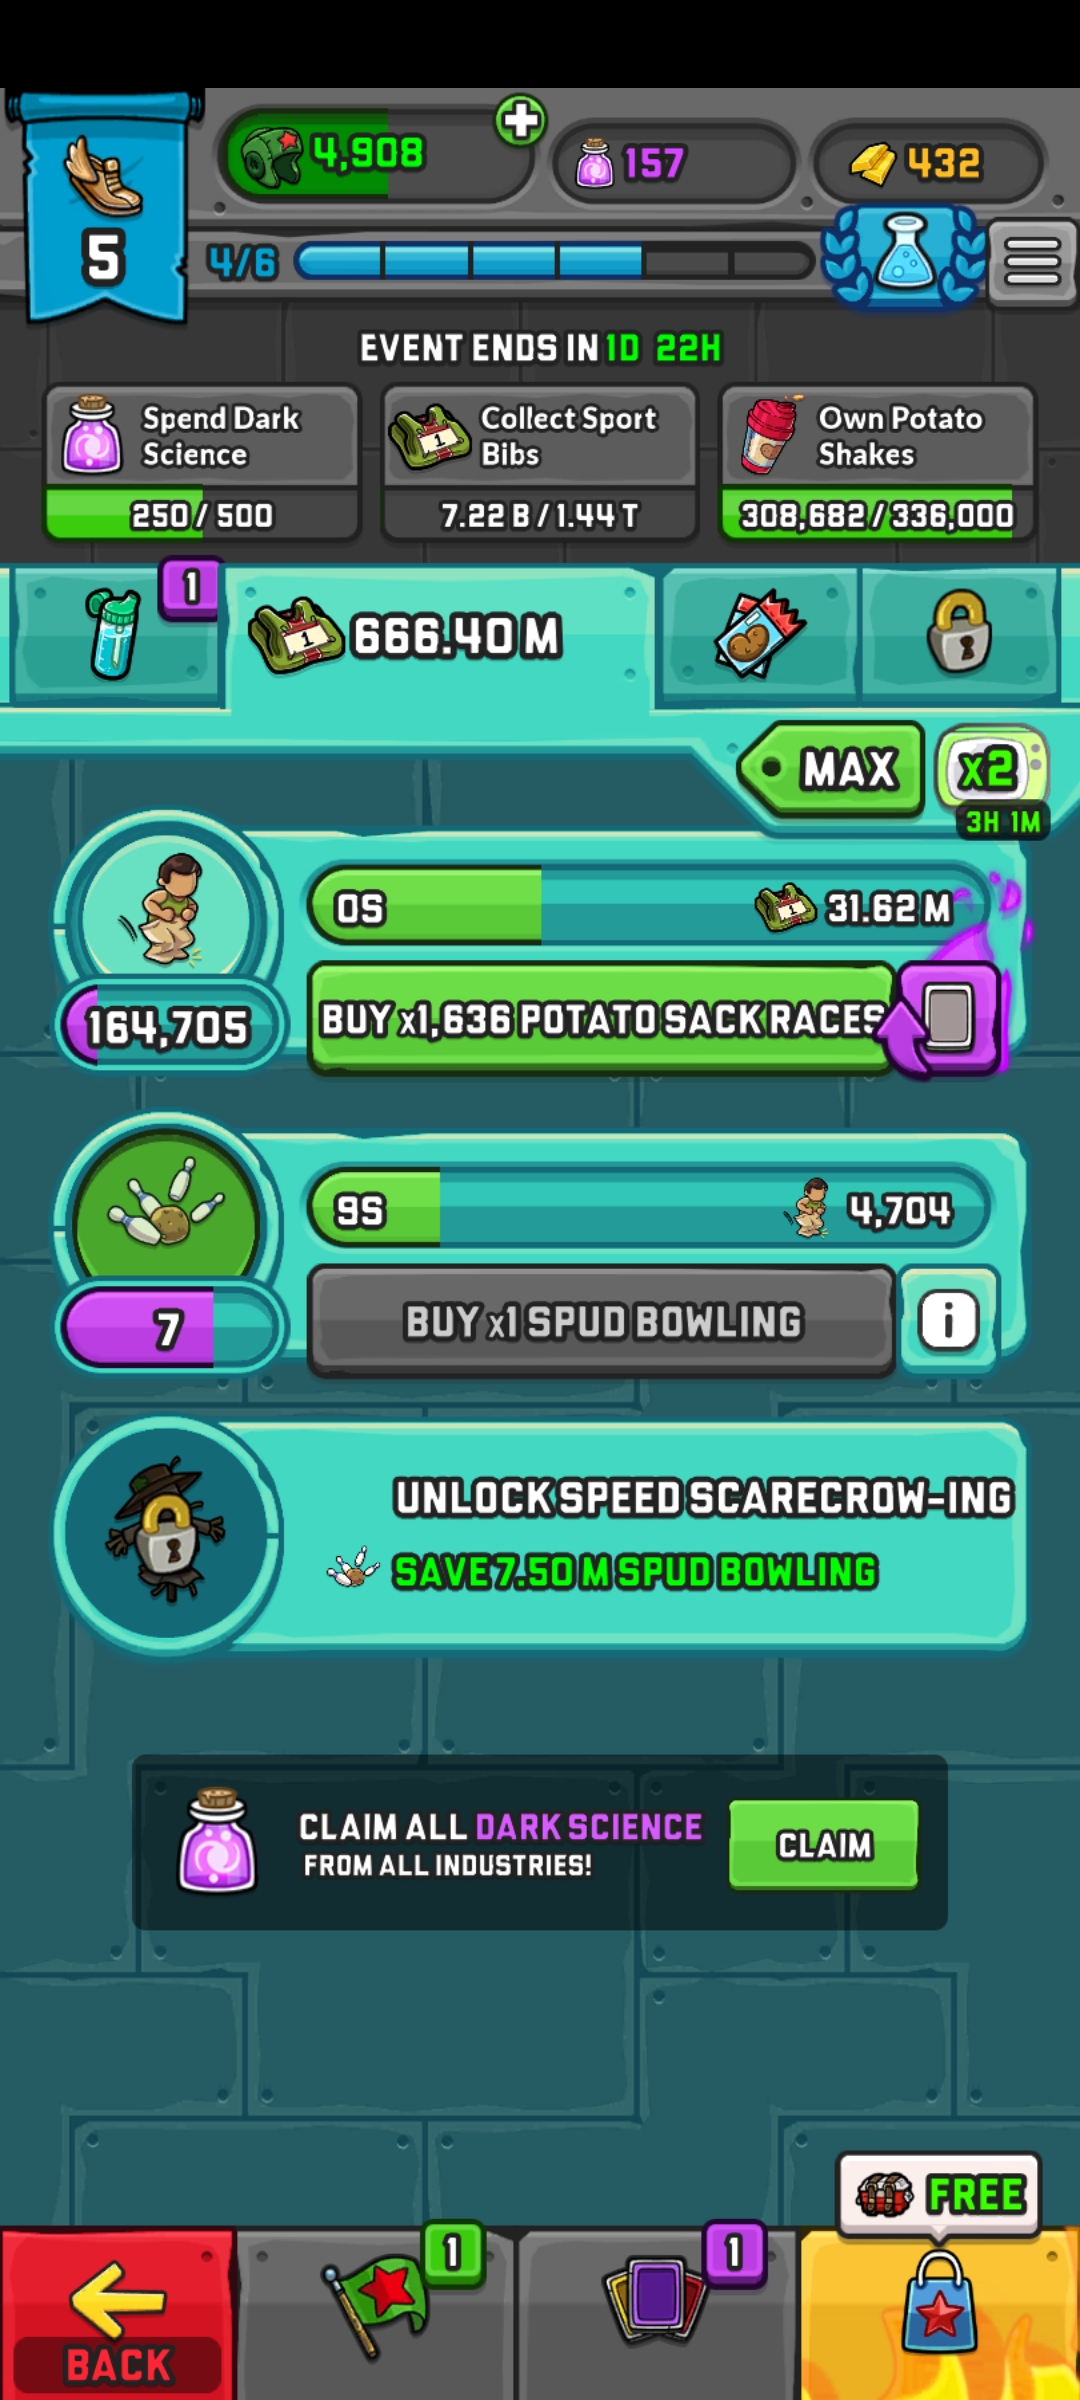 4,908
157
432
5
4/6
EVENT ENDS IN 1D 22H
Spend Dark Science
250 / 500
Collect Sport Bibs
7.22 B / 1.44 T
Own Potato Shakes
308,682 / 336,000
1
1
666.40 M
MAX
x2
3H 1M
0S
1
31.62 M
164,705
BUY x1,636 POTATO SACK RACES
9S
4,704
7
BUY x1 SPUD BOWLING
i
UNLOCK SPEED SCARECROW-ING
SAVE 7.50 M SPUD BOWLING
CLAIM ALL DARK SCIENCE
FROM ALL INDUSTRIES!
CLAIM
FREE
1
1
BACK